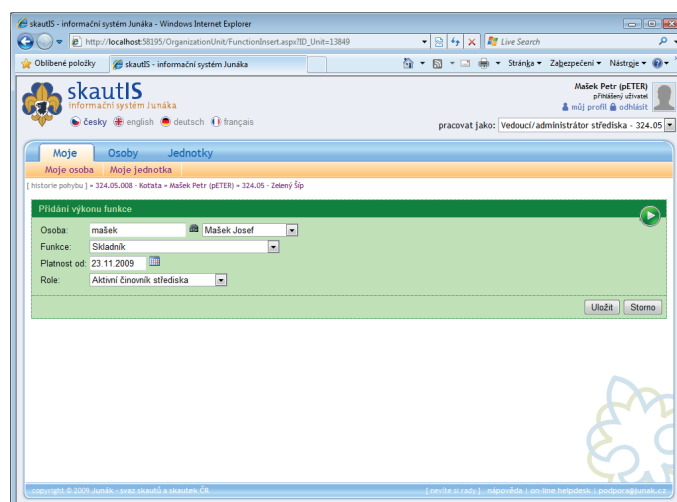 skautIS - informační systém Junáka - Windows Internet Explorer
http://localhost:58195/OrganizationUnit/FunctionInsert.aspx?ID_Unit=13849
Live Search
Oblíbené položky
skautIS - informační systém Junáka
Stránka
Zabezpečení
Nástroje
skautIS
informační systém Junáka
Mašek Petr (pETER)
přihlášený uživatel
můj profil odhlásit
česky english deutsch français
pracovat jako: Vedoucí/administrátor střediska - 324.05
Moje Osoby Jednotky
Moje osoba Moje jednotka
[ historie pohybu ] » 324.05.008 - Koťata » Mašek Petr (pETER) » 324.05 - Zelený Šíp
Přidání výkonu funkce
Osoba: mašek Mašek Josef
Funkce: Skladník
Platnost od: 23.11.2009
Role: Aktivní činovník střediska
Uložit Storno
copyright © 2009 Junák - svaz skautů a skautek ČR [ nevíte si rady ] nápověda | on-line helpdesk | podpora@junak.cz